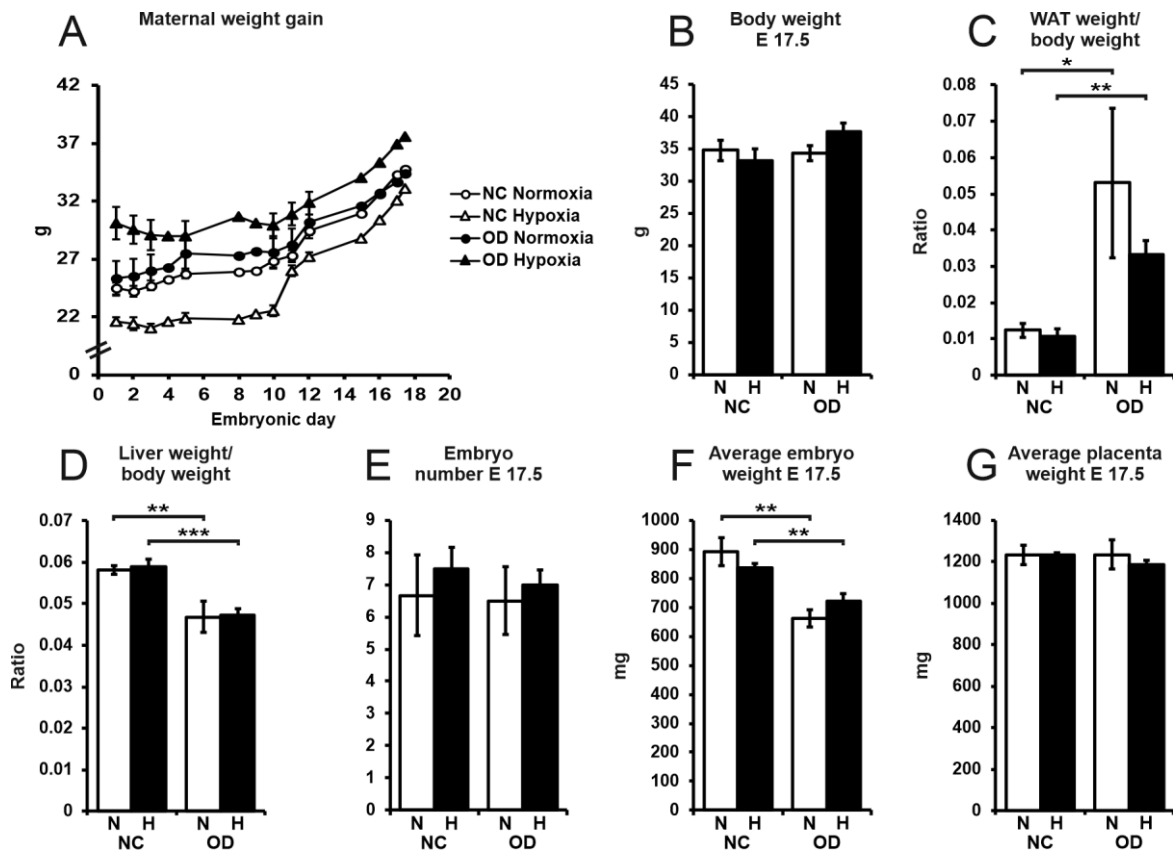 A
Maternal weight gain
42
37
32
27
22
0
g
0 2 4 6 8 10 12 14 16 18 20
Embryonic day
NC Normoxia
NC Hypoxia
OD Normoxia
OD Hypoxia
B
Body weight
E 17.5
45
40
35
30
25
20
15
10
5
0
g
N H N H
NC OD
C
WAT weight/
body weight
*
**
0.08
0.07
0.06
0.05
0.04
0.03
0.02
0.01
0
Ratio
N H N H
NC OD
D
Liver weight/
body weight
**
***
0.07
0.06
0.05
0.04
0.03
0.02
0.01
0
Ratio
N H N H
NC OD
E
Embryo
number E 17.5
9
8
7
6
5
4
3
2
1
0
N H N H
NC OD
F
Average embryo
weight E 17.5
**
**
1000
900
800
700
600
500
400
300
200
100
0
mg
N H N H
NC OD
G
Average placenta
weight E 17.5
1400
1200
1000
800
600
400
200
0
mg
N H N H
NC OD